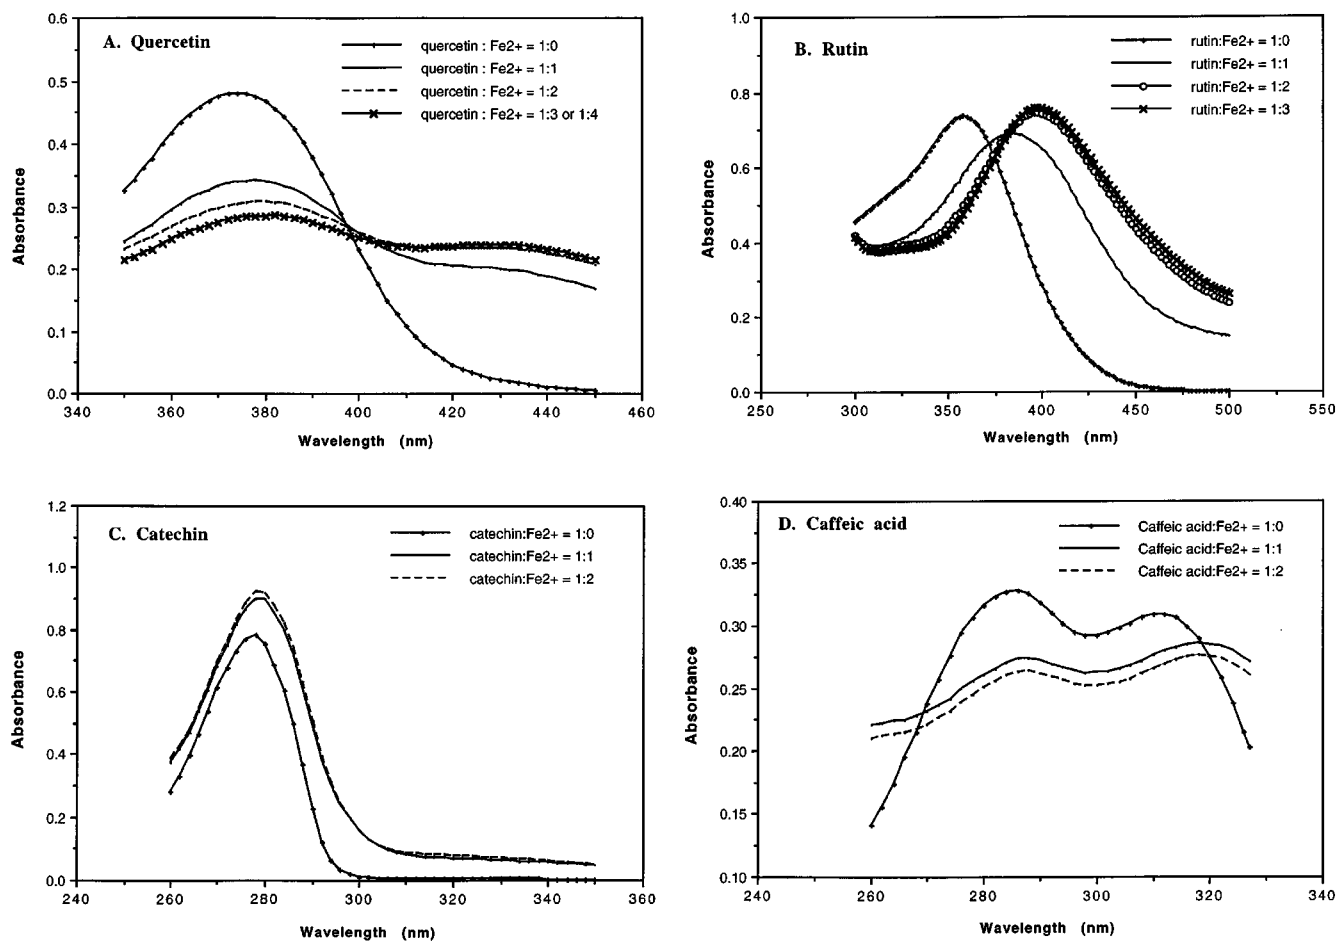 A. Quercetin
quercetin : Fe2+ = 1:0
quercetin : Fe2+ = 1:1
quercetin : Fe2+ = 1:2
quercetin : Fe2+ = 1:3 or 1:4
0.6
0.5
0.4
0.3
0.2
0.1
0.0
Absorbance
340 360 380 400 420 440 460
Wavelength (nm)
B. Rutin
rutin:Fe2+ = 1:0
rutin:Fe2+ = 1:1
rutin:Fe2+ = 1:2
rutin:Fe2+ = 1:3
1.0
0.8
0.6
0.4
0.2
0.0
Absorbance
250 300 350 400 450 500 550
Wavelength (nm)
C. Catechin
catechin:Fe2+ = 1:0
catechin:Fe2+ = 1:1
catechin:Fe2+ = 1:2
1.2
1.0
0.8
0.6
0.4
0.2
0.0
Absorbance
240 260 280 300 320 340 360
Wavelength (nm)
D. Caffeic acid
Caffeic acid:Fe2+ = 1:0
Caffeic acid:Fe2+ = 1:1
Caffeic acid:Fe2+ = 1:2
0.40
0.35
0.30
0.25
0.20
0.15
0.10
Absorbance
240 260 280 300 320 340
Wavelength (nm)